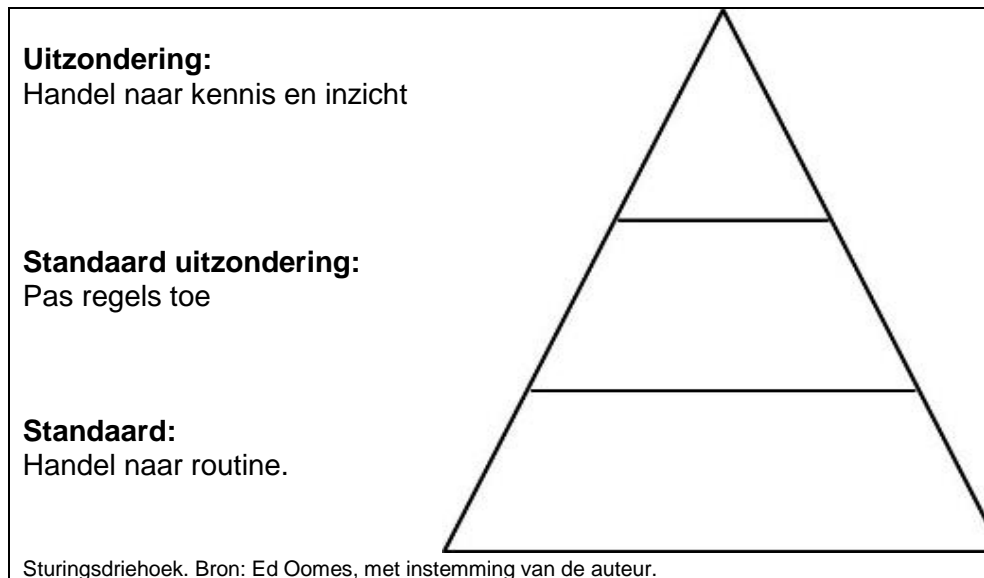 Uitzondering:
Handel naar kennis en inzicht
Standaard uitzondering:
Pas regels toe
Standaard:
Handel naar routine.
Sturingsdriehoek. Bron: Ed Oomes, met instemming van de auteur.